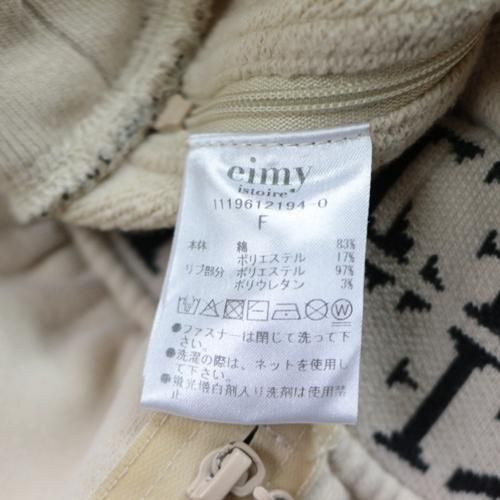 eimy
istoire
1119612194-0
F
本体 綿 83%
ポリエステル 17%
リブ部分 ポリエステル 97%
ポリウレタン 3%
●ファスナーは閉じて洗って下
さい。
●洗濯の際は、ネットを使用し
て下さい。
●蛍光増白剤入り洗剤は使用禁
止